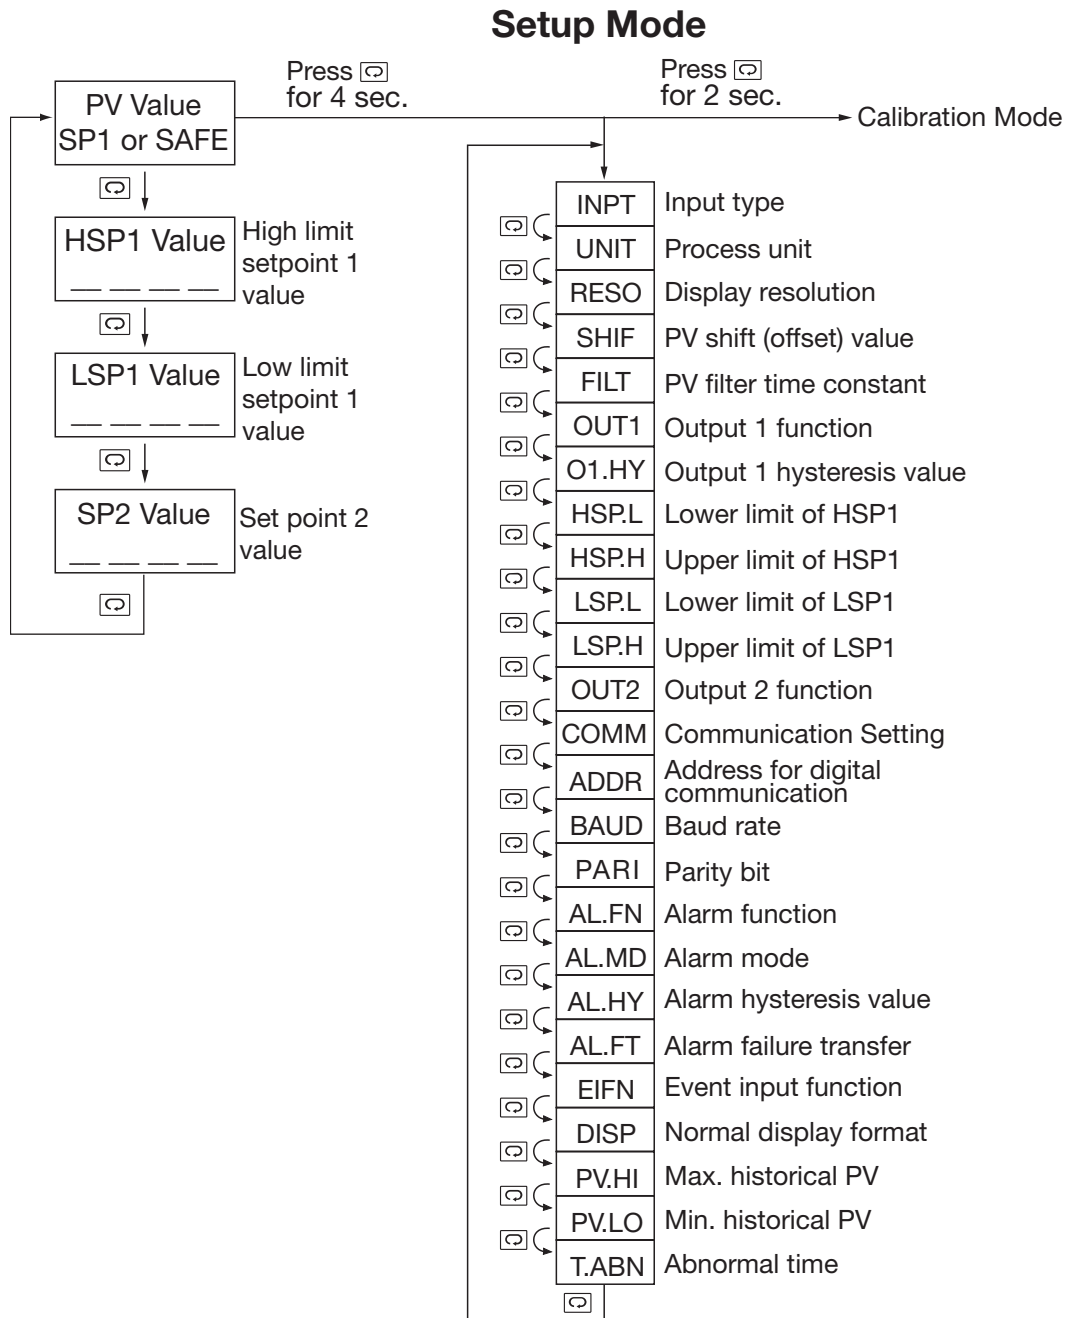 Setup Mode
Press
for 4 sec.
Press
for 2 sec.
Calibration Mode
PV Value
SP1 or SAFE
HSP1 Value
High limit
setpoint 1
value
LSP1 Value
Low limit
setpoint 1
value
SP2 Value
Set point 2
value
INPT Input type
UNIT Process unit
RESO Display resolution
SHIF PV shift (offset) value
FILT PV filter time constant
OUT1 Output 1 function
O1.HY Output 1 hysteresis value
HSP.L Lower limit of HSP1
HSP.H Upper limit of HSP1
LSP.L Lower limit of LSP1
LSP.H Upper limit of LSP1
OUT2 Output 2 function
COMM Communication Setting
ADDR Address for digital
communication
BAUD Baud rate
PARI Parity bit
AL.FN Alarm function
AL.MD Alarm mode
AL.HY Alarm hysteresis value
AL.FT Alarm failure transfer
EIFN Event input function
DISP Normal display format
PV.HI Max. historical PV
PV.LO Min. historical PV
T.ABN Abnormal time